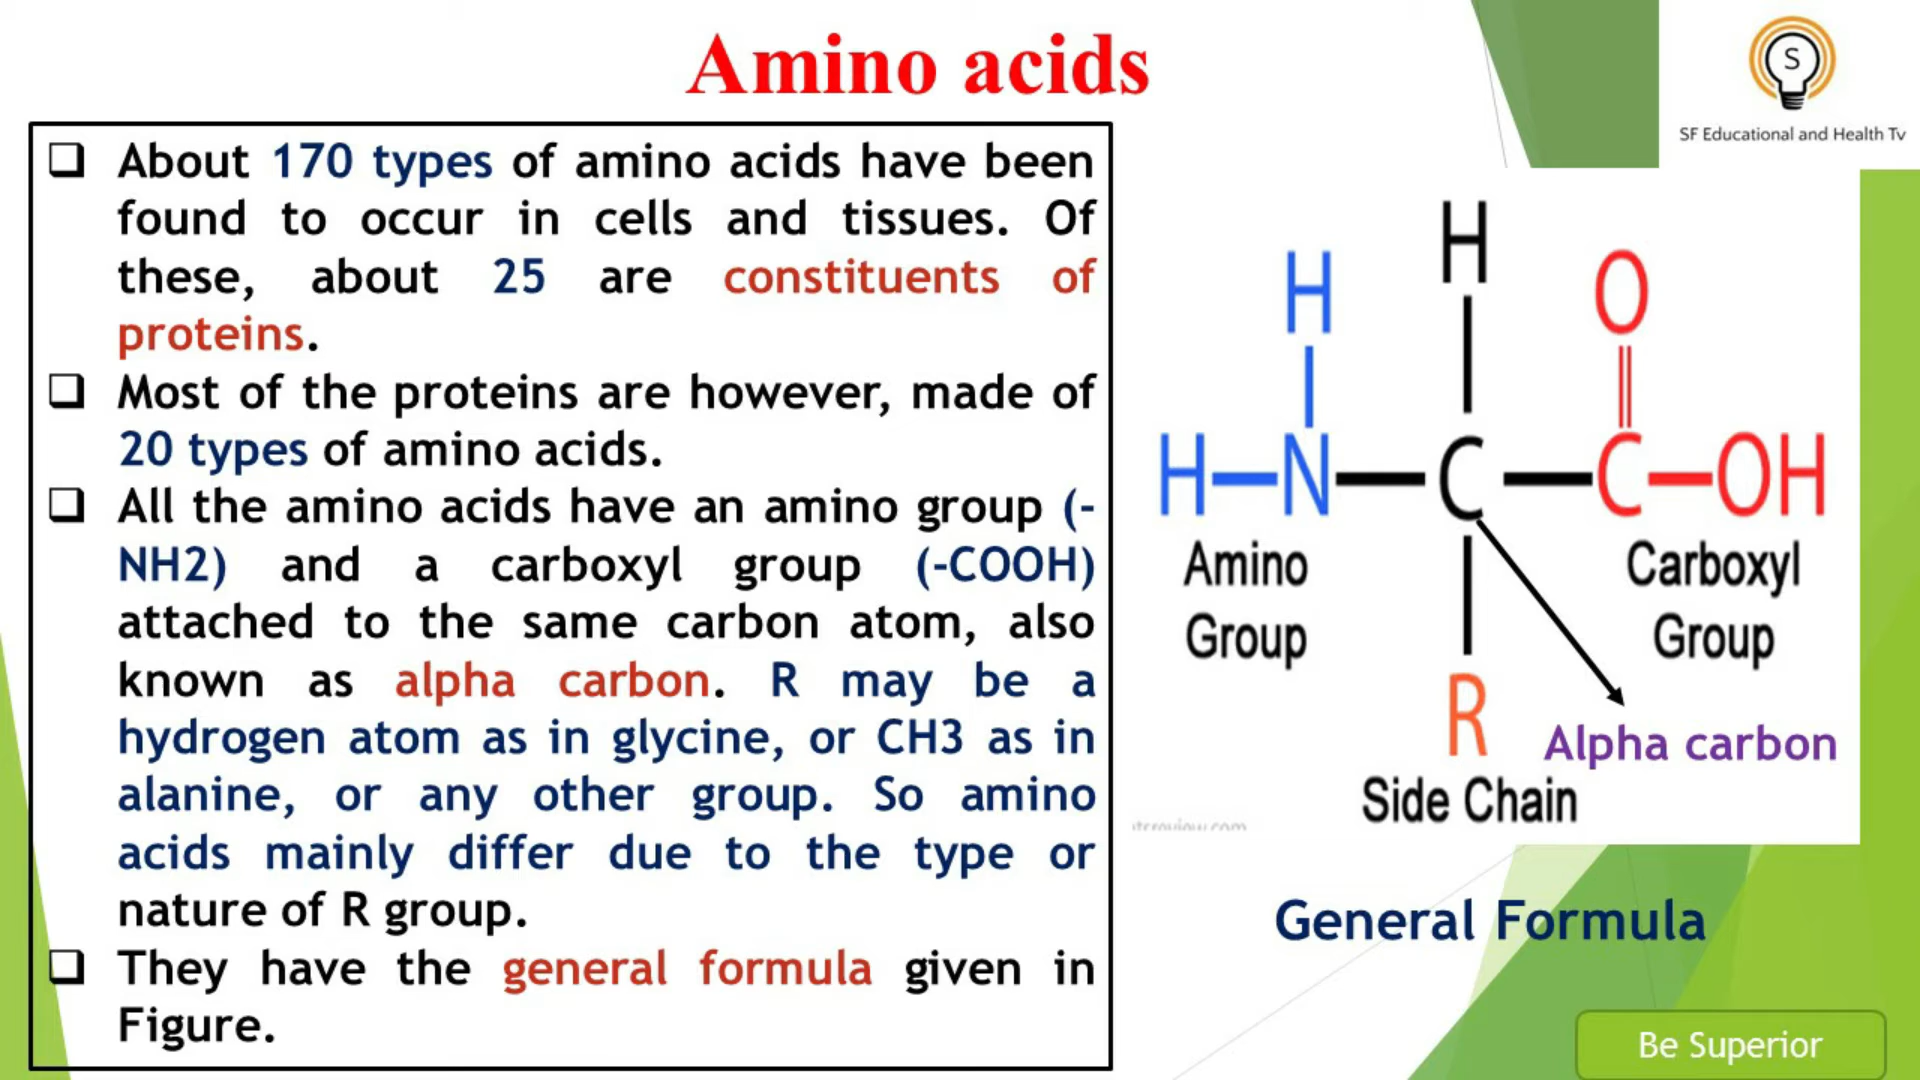 Amino acids
S
SF Educational and Health Tv
❑ About 170 types of amino acids have been
found to occur in cells and tissues. Of
these, about 25 are constituents of
proteins.
❑ Most of the proteins are however, made of
20 types of amino acids.
❑ All the amino acids have an amino group (-
NH2) and a carboxyl group (-COOH)
attached to the same carbon atom, also
known as alpha carbon. R may be a
hydrogen atom as in glycine, or CH3 as in
alanine, or any other group. So amino
acids mainly differ due to the type or
nature of R group.
❑ They have the general formula given in
Figure.
H
H O
H—N—C—C—OH
Amino
Group
Carboxyl
Group
R
Alpha carbon
Side Chain
General Formula
Be Superior